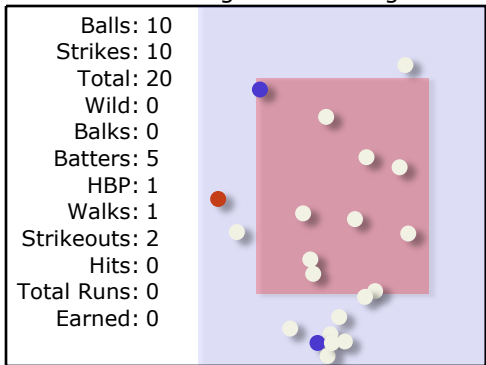 Balls: 10
Strikes: 10
Total: 20
Wild: 0
Balks: 0
Batters: 5
HBP: 1
Walks: 1
Strikeouts: 2
Hits: 0
Total Runs: 0
Earned: 0